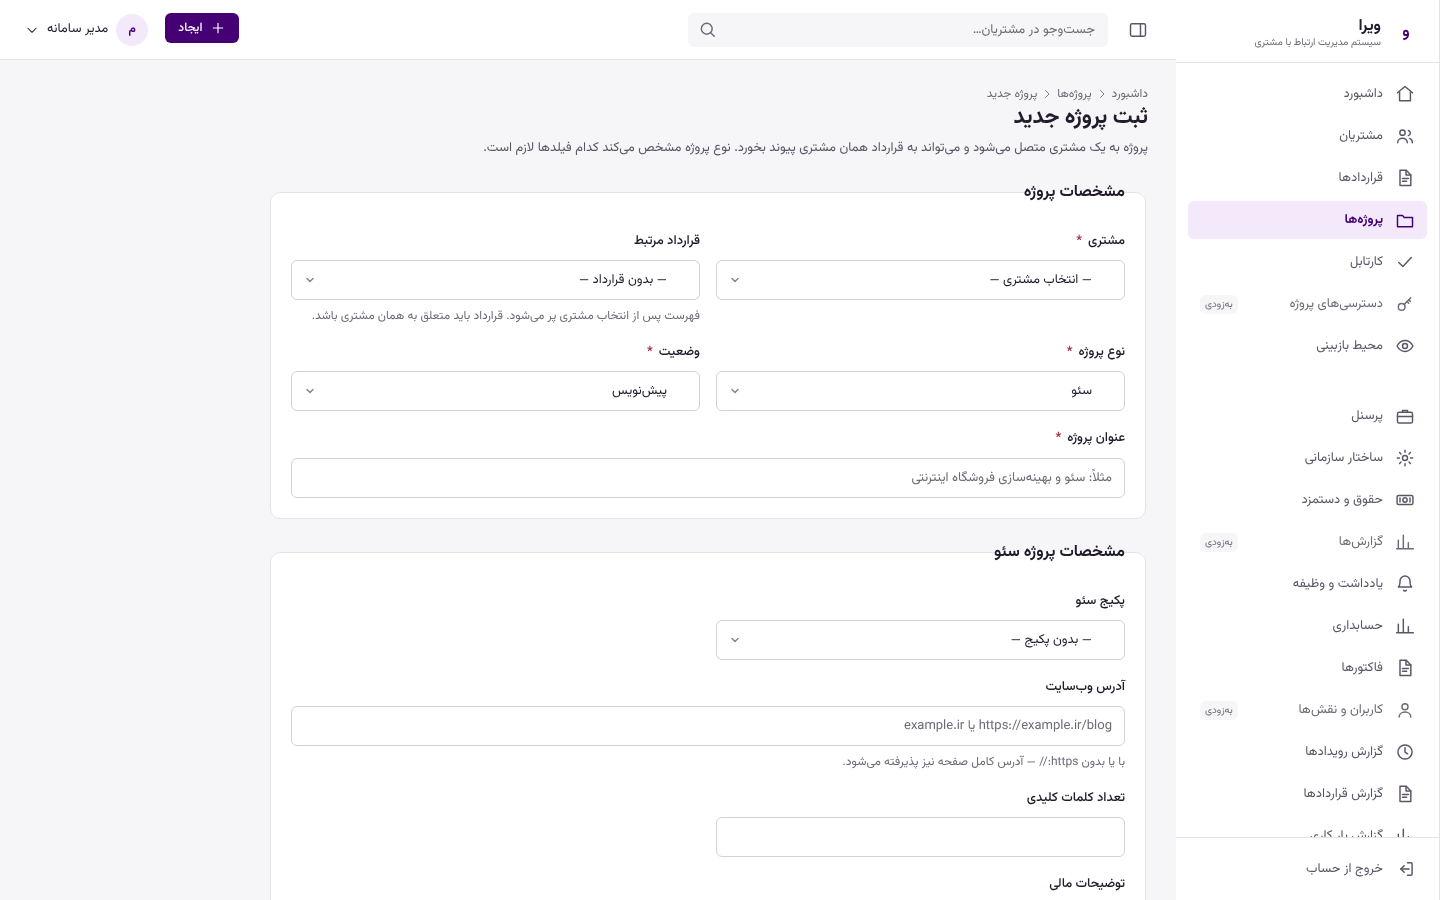 و
ویرا
سیستم مدیریت ارتباط با مشتری
داشبورد
مشتریان
قراردادها
پروژه‌ها
کارتابل
دسترسی‌های پروژه
به‌زودی
محیط بازبینی
پرسنل
ساختار سازمانی
حقوق و دستمزد
گزارش‌ها
به‌زودی
یادداشت و وظیفه
حسابداری
فاکتورها
کاربران و نقش‌ها
به‌زودی
گزارش رویدادها
گزارش قراردادها
گزارش بار کاری
خروج از حساب
جست‌وجو در مشتریان...
ایجاد
م
مدیر سامانه
داشبورد
پروژه‌ها
پروژه جدید
ثبت پروژه جدید
پروژه به یک مشتری متصل می‌شود و می‌تواند به قرارداد همان مشتری پیوند بخورد. نوع پروژه مشخص می‌کند کدام فیلدها لازم است.
مشخصات پروژه
مشتری *
— انتخاب مشتری —
قرارداد مرتبط
— بدون قرارداد —
فهرست پس از انتخاب مشتری پر می‌شود. قرارداد باید متعلق به همان مشتری باشد.
نوع پروژه *
سئو
وضعیت *
پیش‌نویس
عنوان پروژه *
مثلاً: سئو و بهینه‌سازی فروشگاه اینترنتی
مشخصات پروژه سئو
پکیج سئو
— بدون پکیج —
آدرس وب‌سایت
https://example.ir/blog یا example.ir
با یا بدون https:// — آدرس کامل صفحه نیز پذیرفته می‌شود.
تعداد کلمات کلیدی
توضیحات مالی